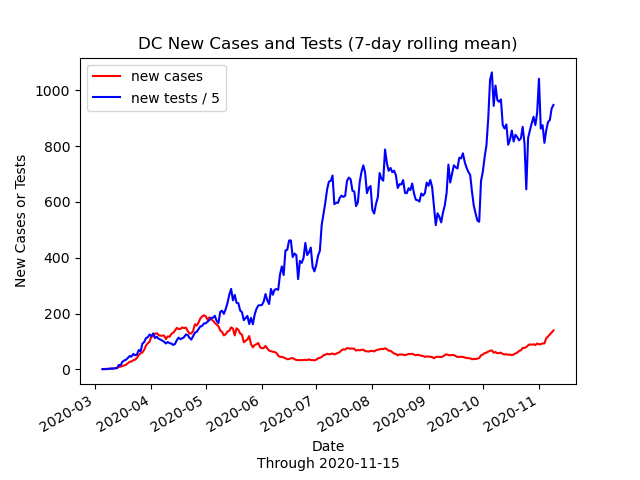 DC New Cases and Tests (7-day rolling mean)
new cases
new tests / 5
New Cases or Tests
1000
800
600
400
200
0
2020-03
2020-04
2020-05
2020-06
2020-07
2020-08
2020-09
2020-10
2020-11
Date
Through 2020-11-15